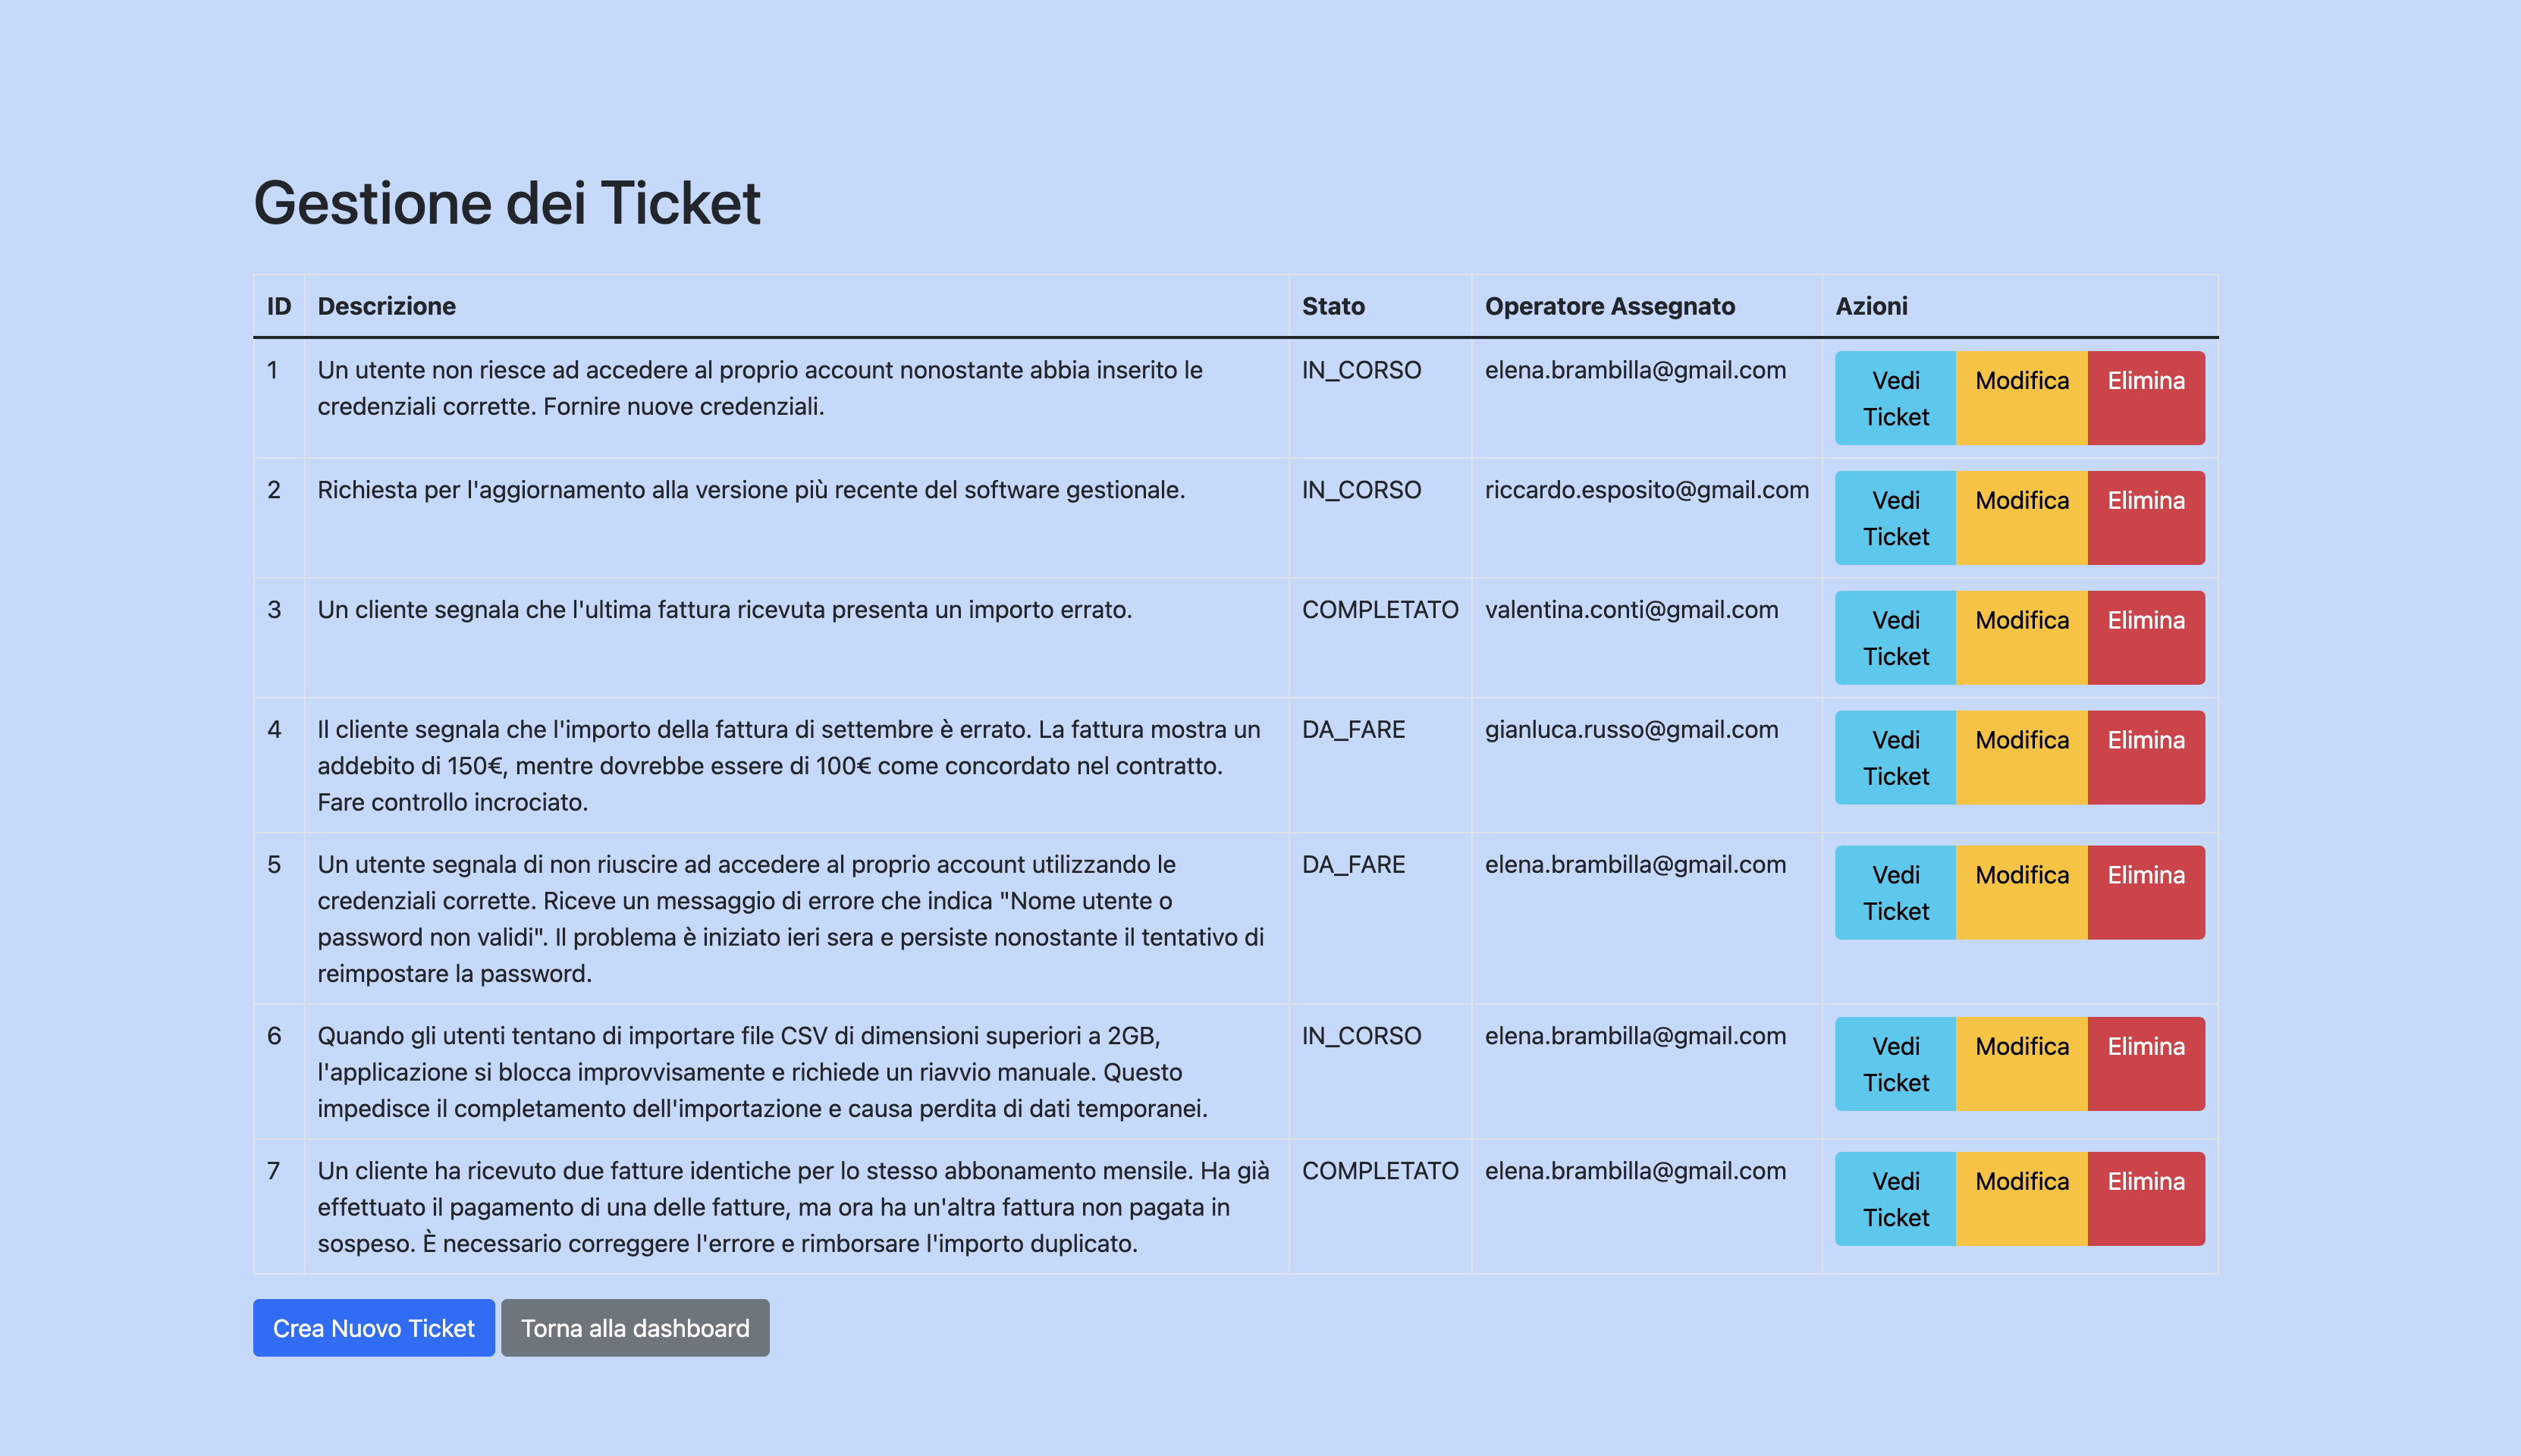 Gestione dei Ticket
ID Descrizione Stato Operatore Assegnato Azioni
1 Un utente non riesce ad accedere al proprio account nonostante abbia inserito le IN_CORSO elena.brambilla@gmail.com Vedi Modifica Elimina
credenziali corrette. Fornire nuove credenziali. Ticket
2 Richiesta per l'aggiornamento alla versione più recente del software gestionale. IN_CORSO riccardo.esposito@gmail.com Vedi Modifica Elimina
Ticket
3 Un cliente segnala che l'ultima fattura ricevuta presenta un importo errato. COMPLETATO valentina.conti@gmail.com Vedi Modifica Elimina
Ticket
4 Il cliente segnala che l'importo della fattura di settembre è errato. La fattura mostra un DA_FARE gianluca.russo@gmail.com Vedi Modifica Elimina
addebito di 150€, mentre dovrebbe essere di 100€ come concordato nel contratto. Ticket
Fare controllo incrociato.
5 Un utente segnala di non riuscire ad accedere al proprio account utilizzando le DA_FARE elena.brambilla@gmail.com Vedi Modifica Elimina
credenziali corrette. Riceve un messaggio di errore che indica "Nome utente o Ticket
password non validi". Il problema è iniziato ieri sera e persiste nonostante il tentativo di
reimpostare la password.
6 Quando gli utenti tentano di importare file CSV di dimensioni superiori a 2GB, IN_CORSO elena.brambilla@gmail.com Vedi Modifica Elimina
l'applicazione si blocca improvvisamente e richiede un riavvio manuale. Questo Ticket
impedisce il completamento dell'importazione e causa perdita di dati temporanei.
7 Un cliente ha ricevuto due fatture identiche per lo stesso abbonamento mensile. Ha già COMPLETATO elena.brambilla@gmail.com Vedi Modifica Elimina
effettuato il pagamento di una delle fatture, ma ora ha un'altra fattura non pagata in Ticket
sospeso. È necessario correggere l'errore e rimborsare l'importo duplicato.
Crea Nuovo Ticket Torna alla dashboard